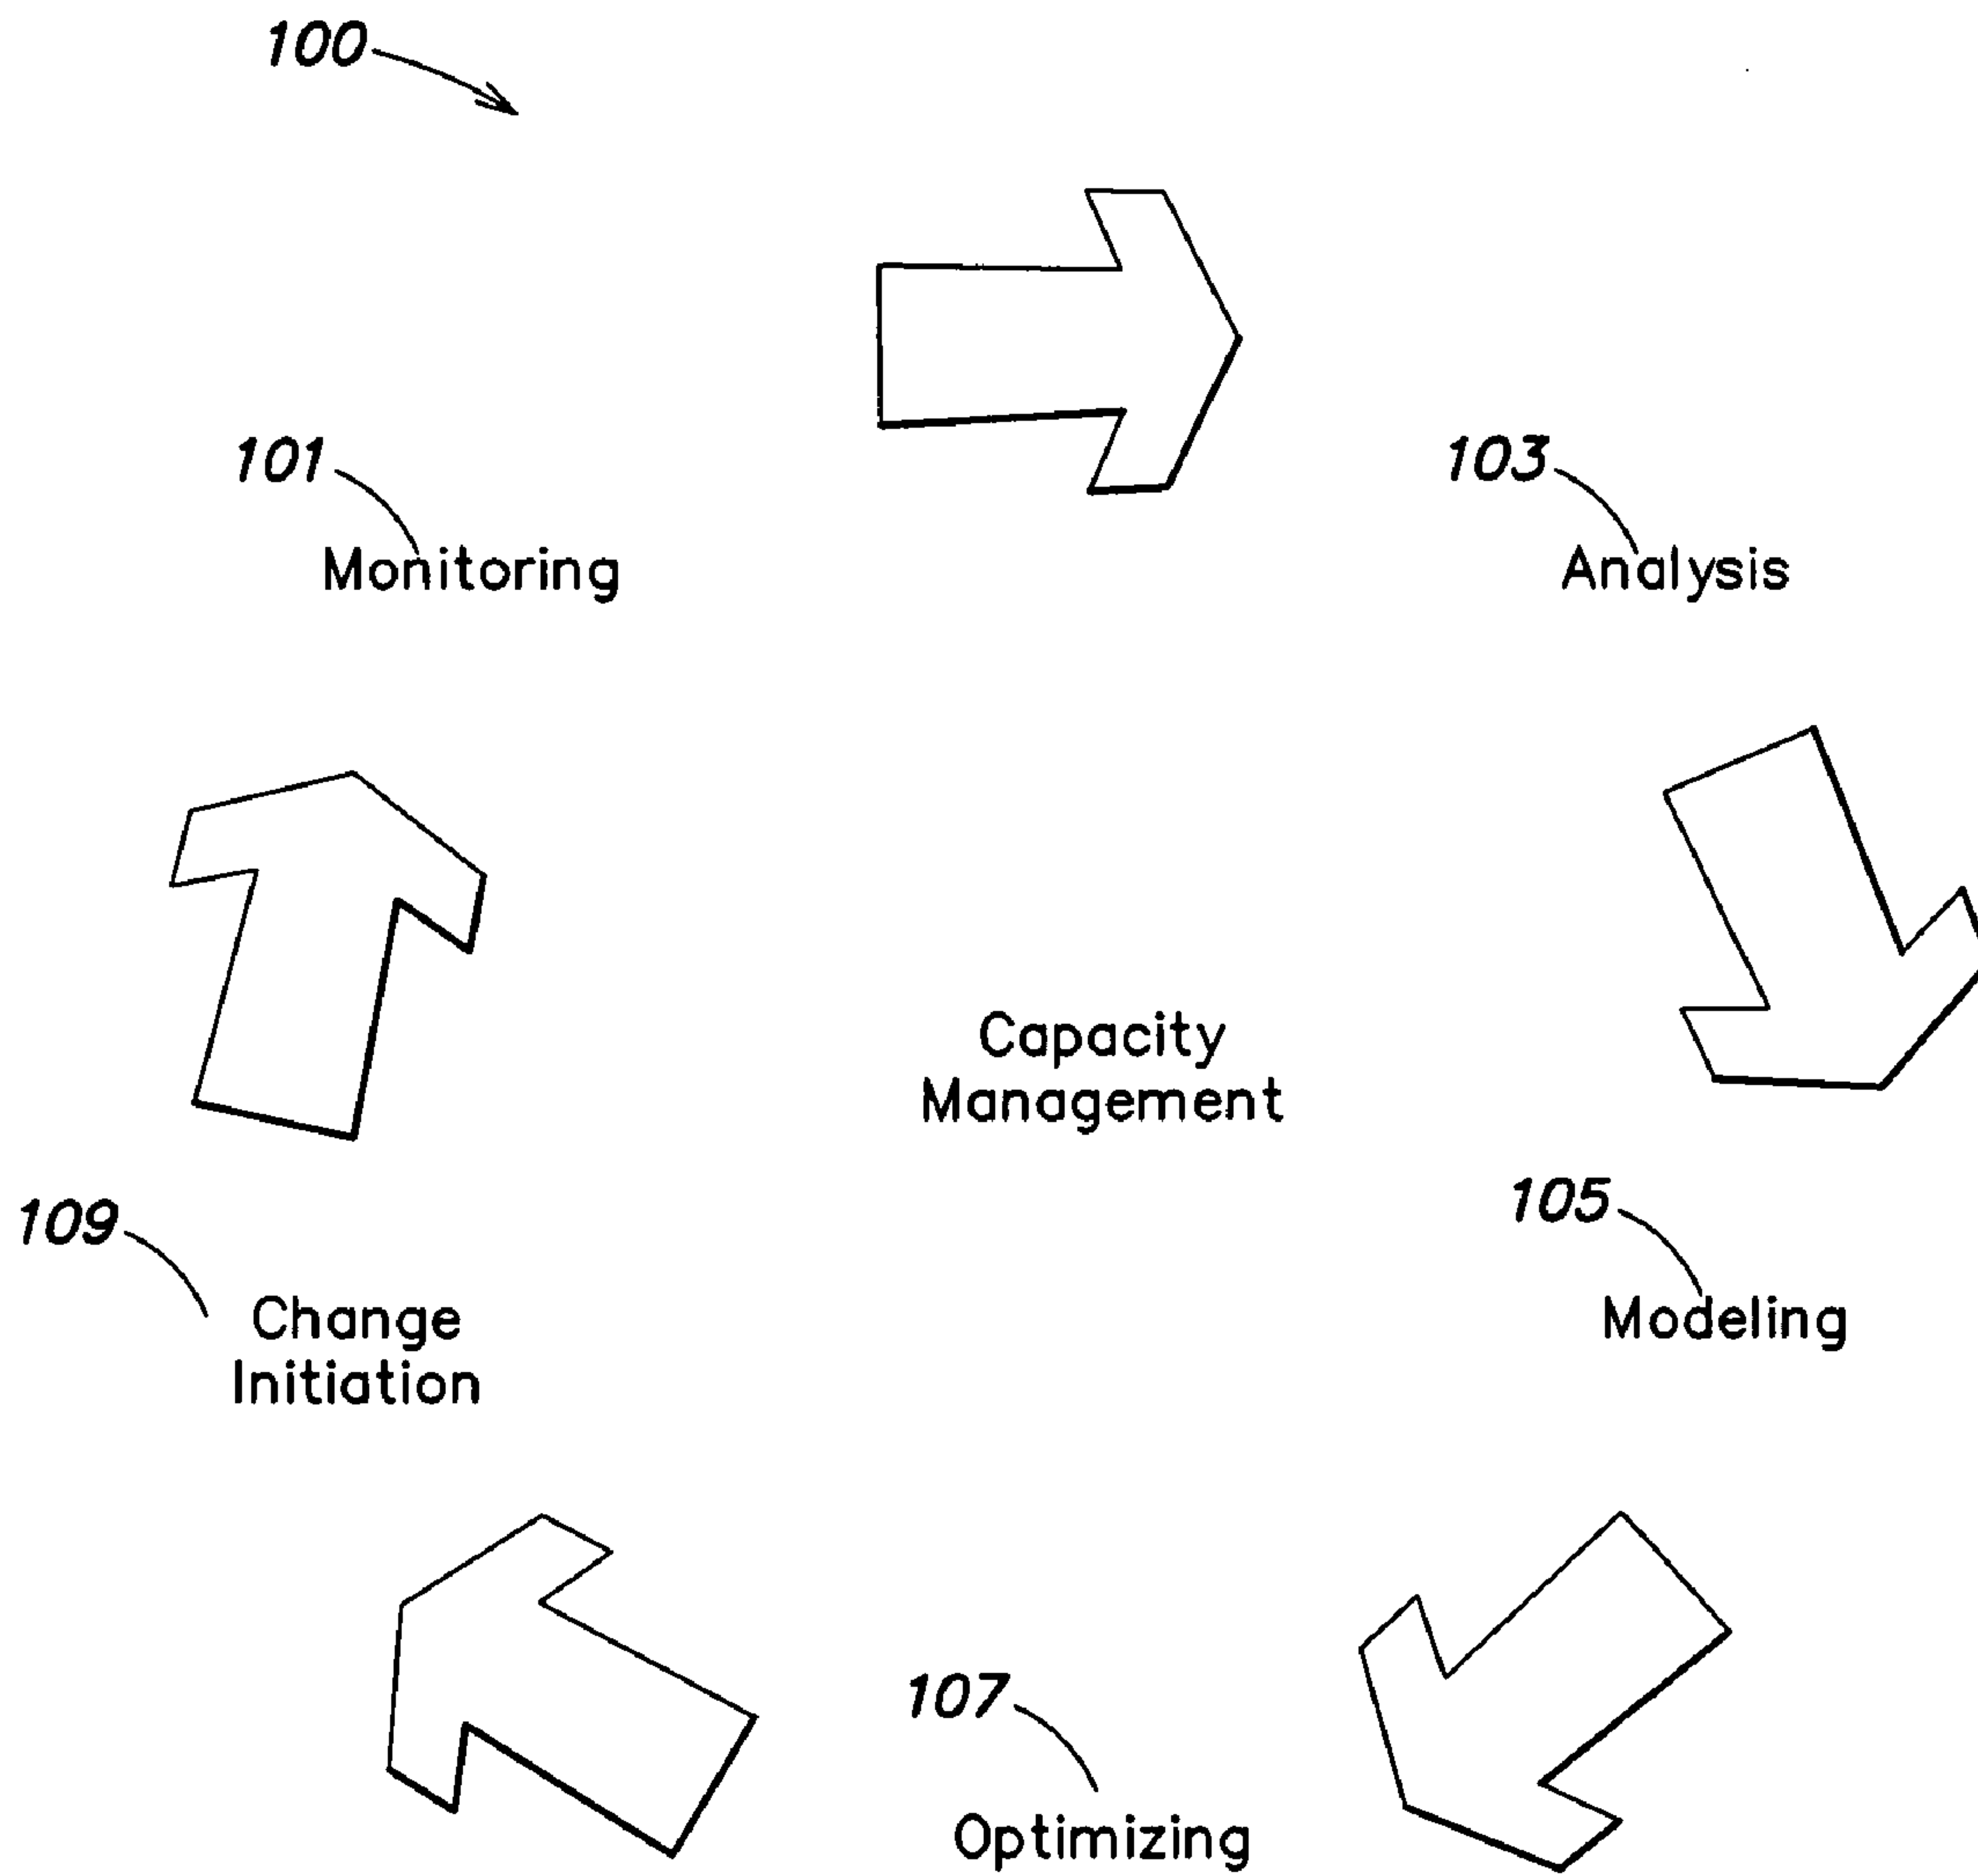 100
101
103
Monitoring
Analysis
Capacity
Management
109
105
Change
Initiation
Modeling
107
Optimizing